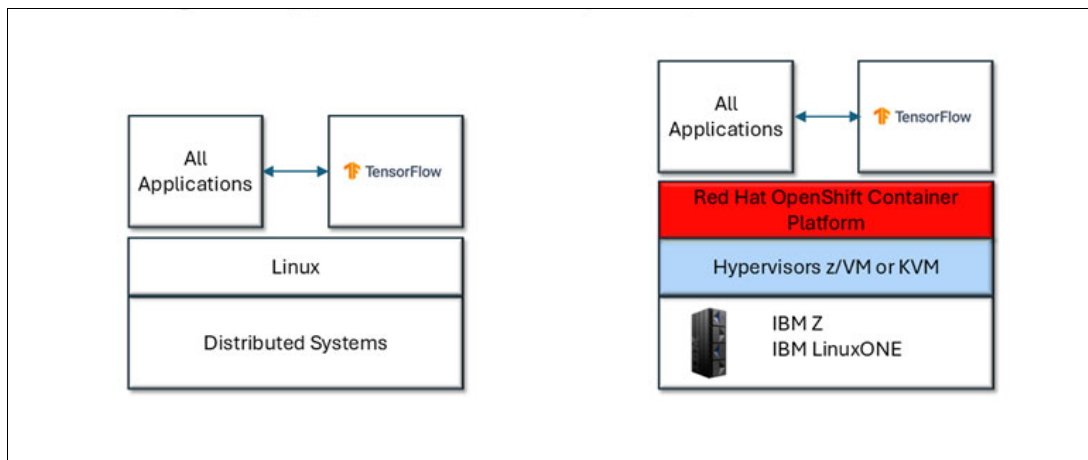 All
Applications
TensorFlow
Linux
Distributed Systems
All
Applications
TensorFlow
Red Hat OpenShift Container
Platform
Hypervisors z/VM or KVM
IBM Z
IBM LinuxONE